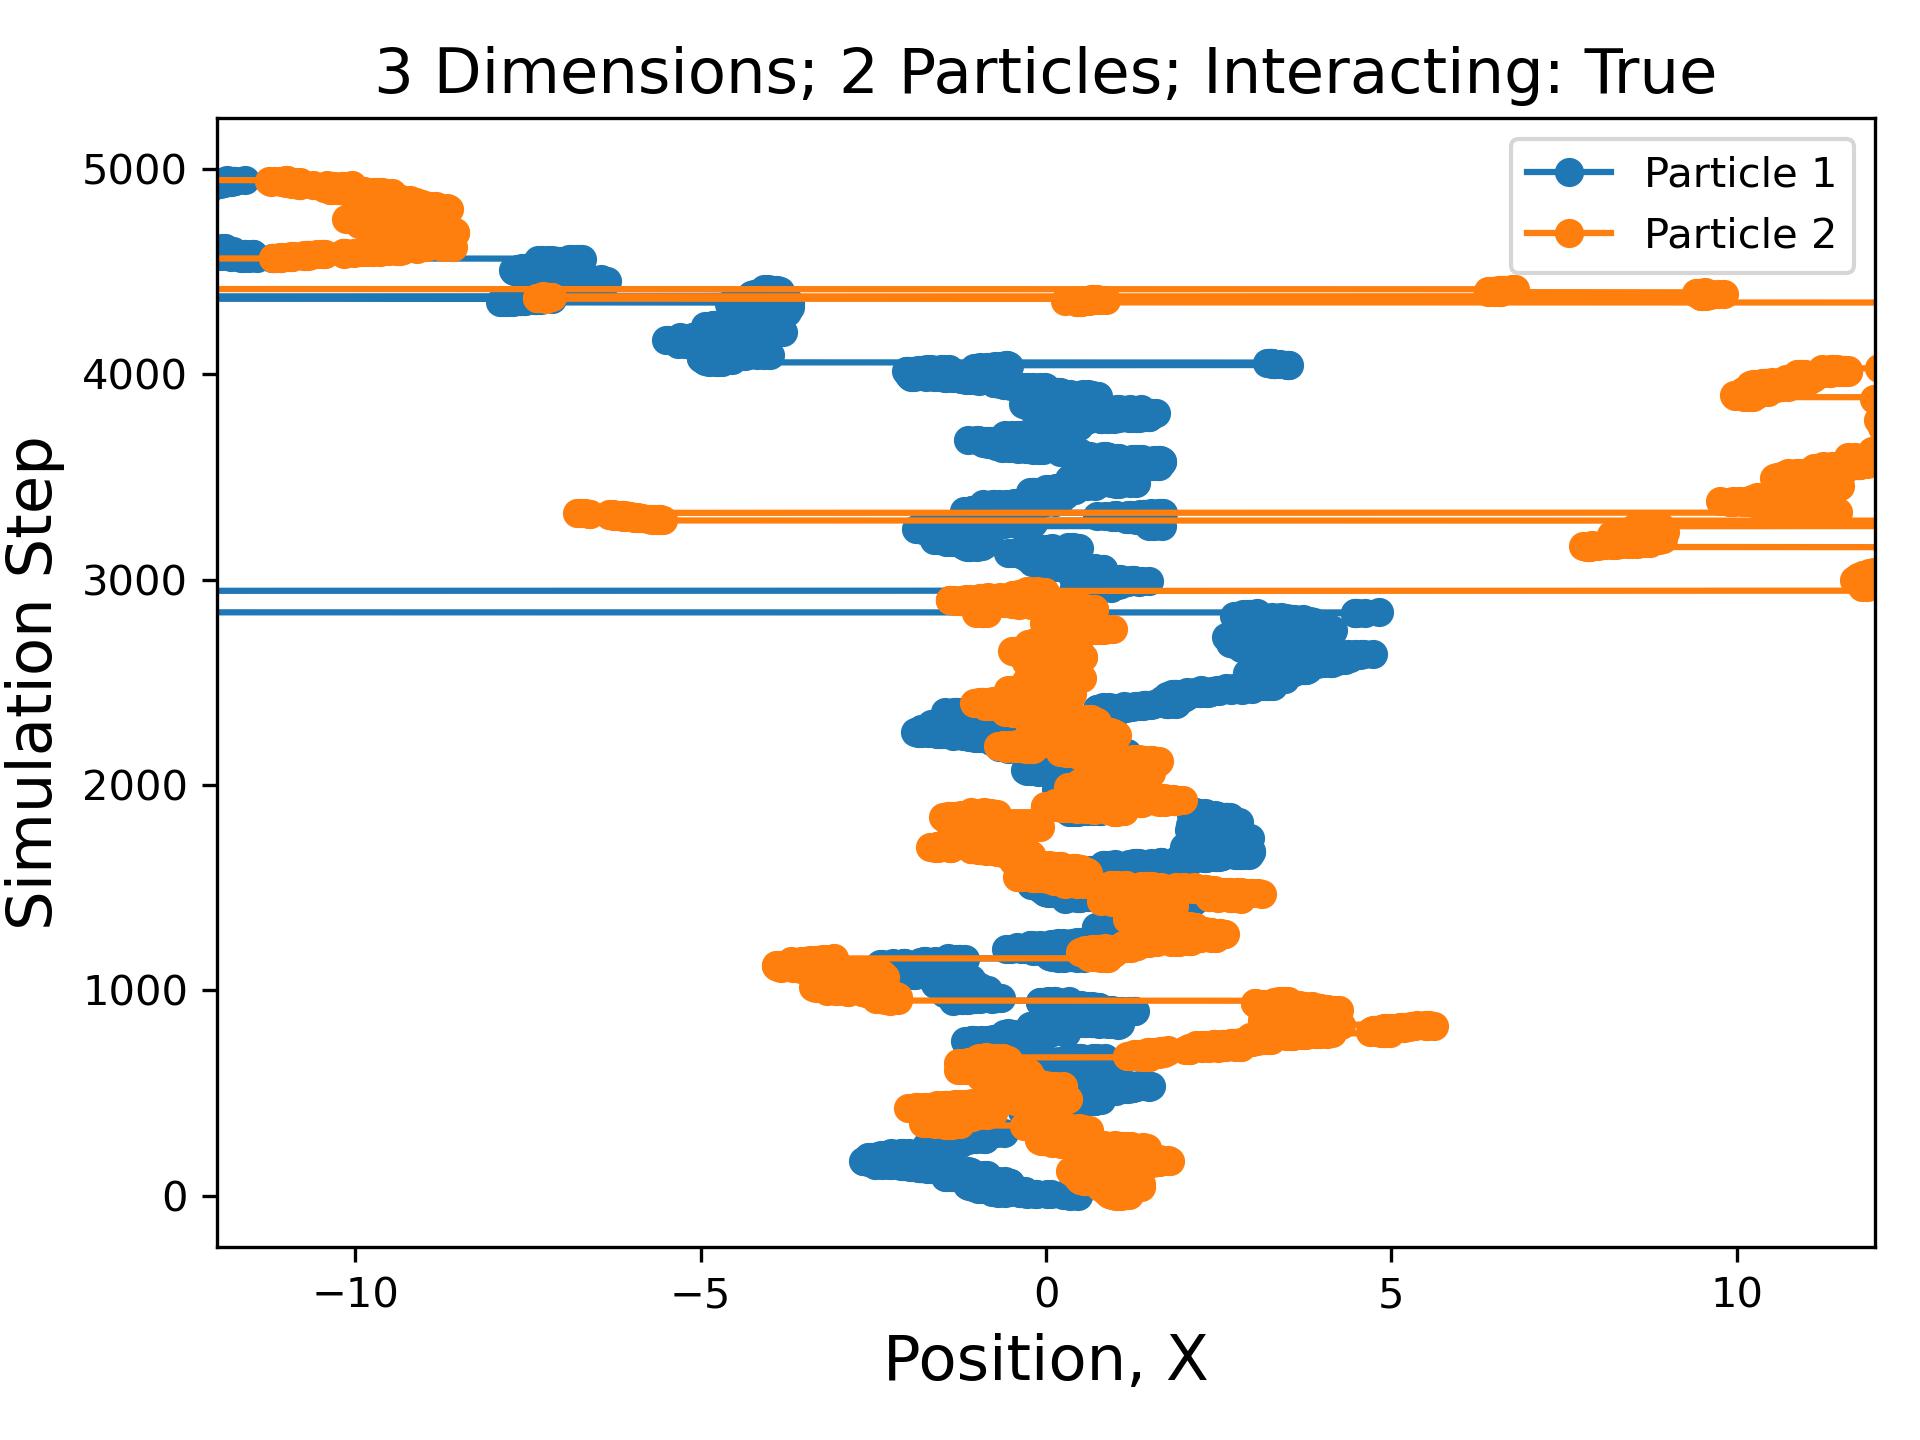 3 Dimensions; 2 Particles; Interacting: True
Particle 1
Particle 2
Simulation Step
5000
4000
3000
2000
1000
0
−10
−5
0
5
10
Position, X